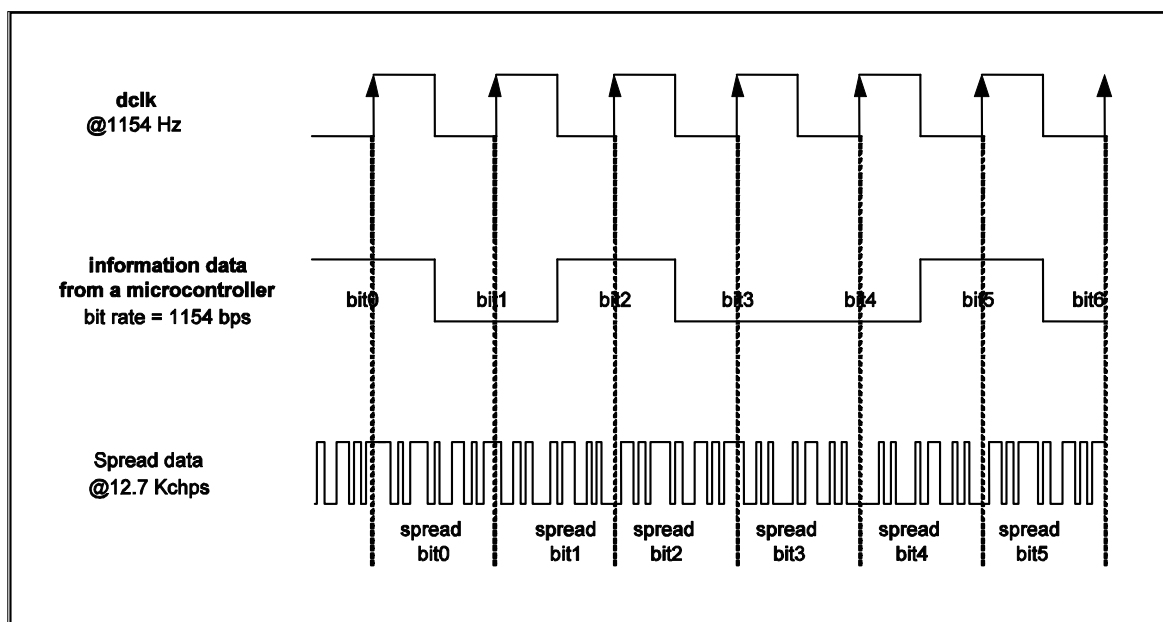 dclk
@1154 Hz
information data
from a microcontroller
bit rate = 1154 bps
bit0 bit1 bit2 bit3 bit4 bit5 bit6
Spread data
@12.7 Kchps
spread spread spread spread spread spread
bit0 bit1 bit2 bit3 bit4 bit5